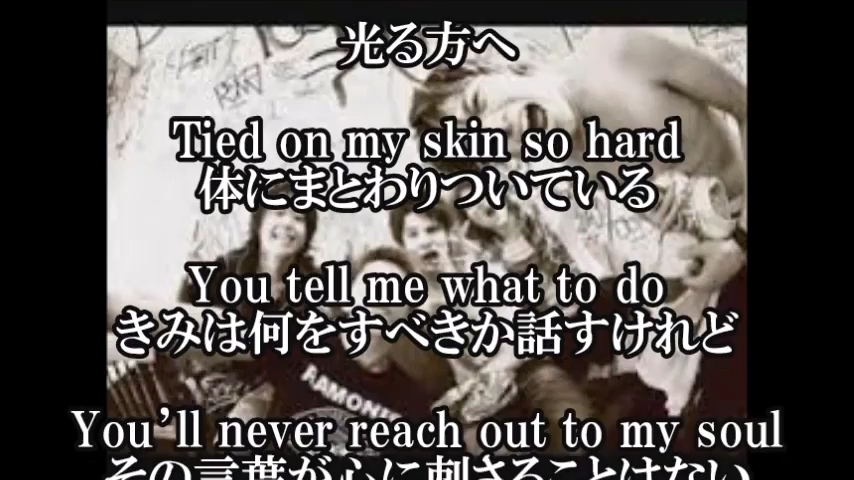 光る方へ
Tied on my skin so hard
体にまとわりついている
You tell me what to do
きみは何をすべきか話すけれど
RAMON
You'll never reach out to my soul
その言葉が心に刺さることはない